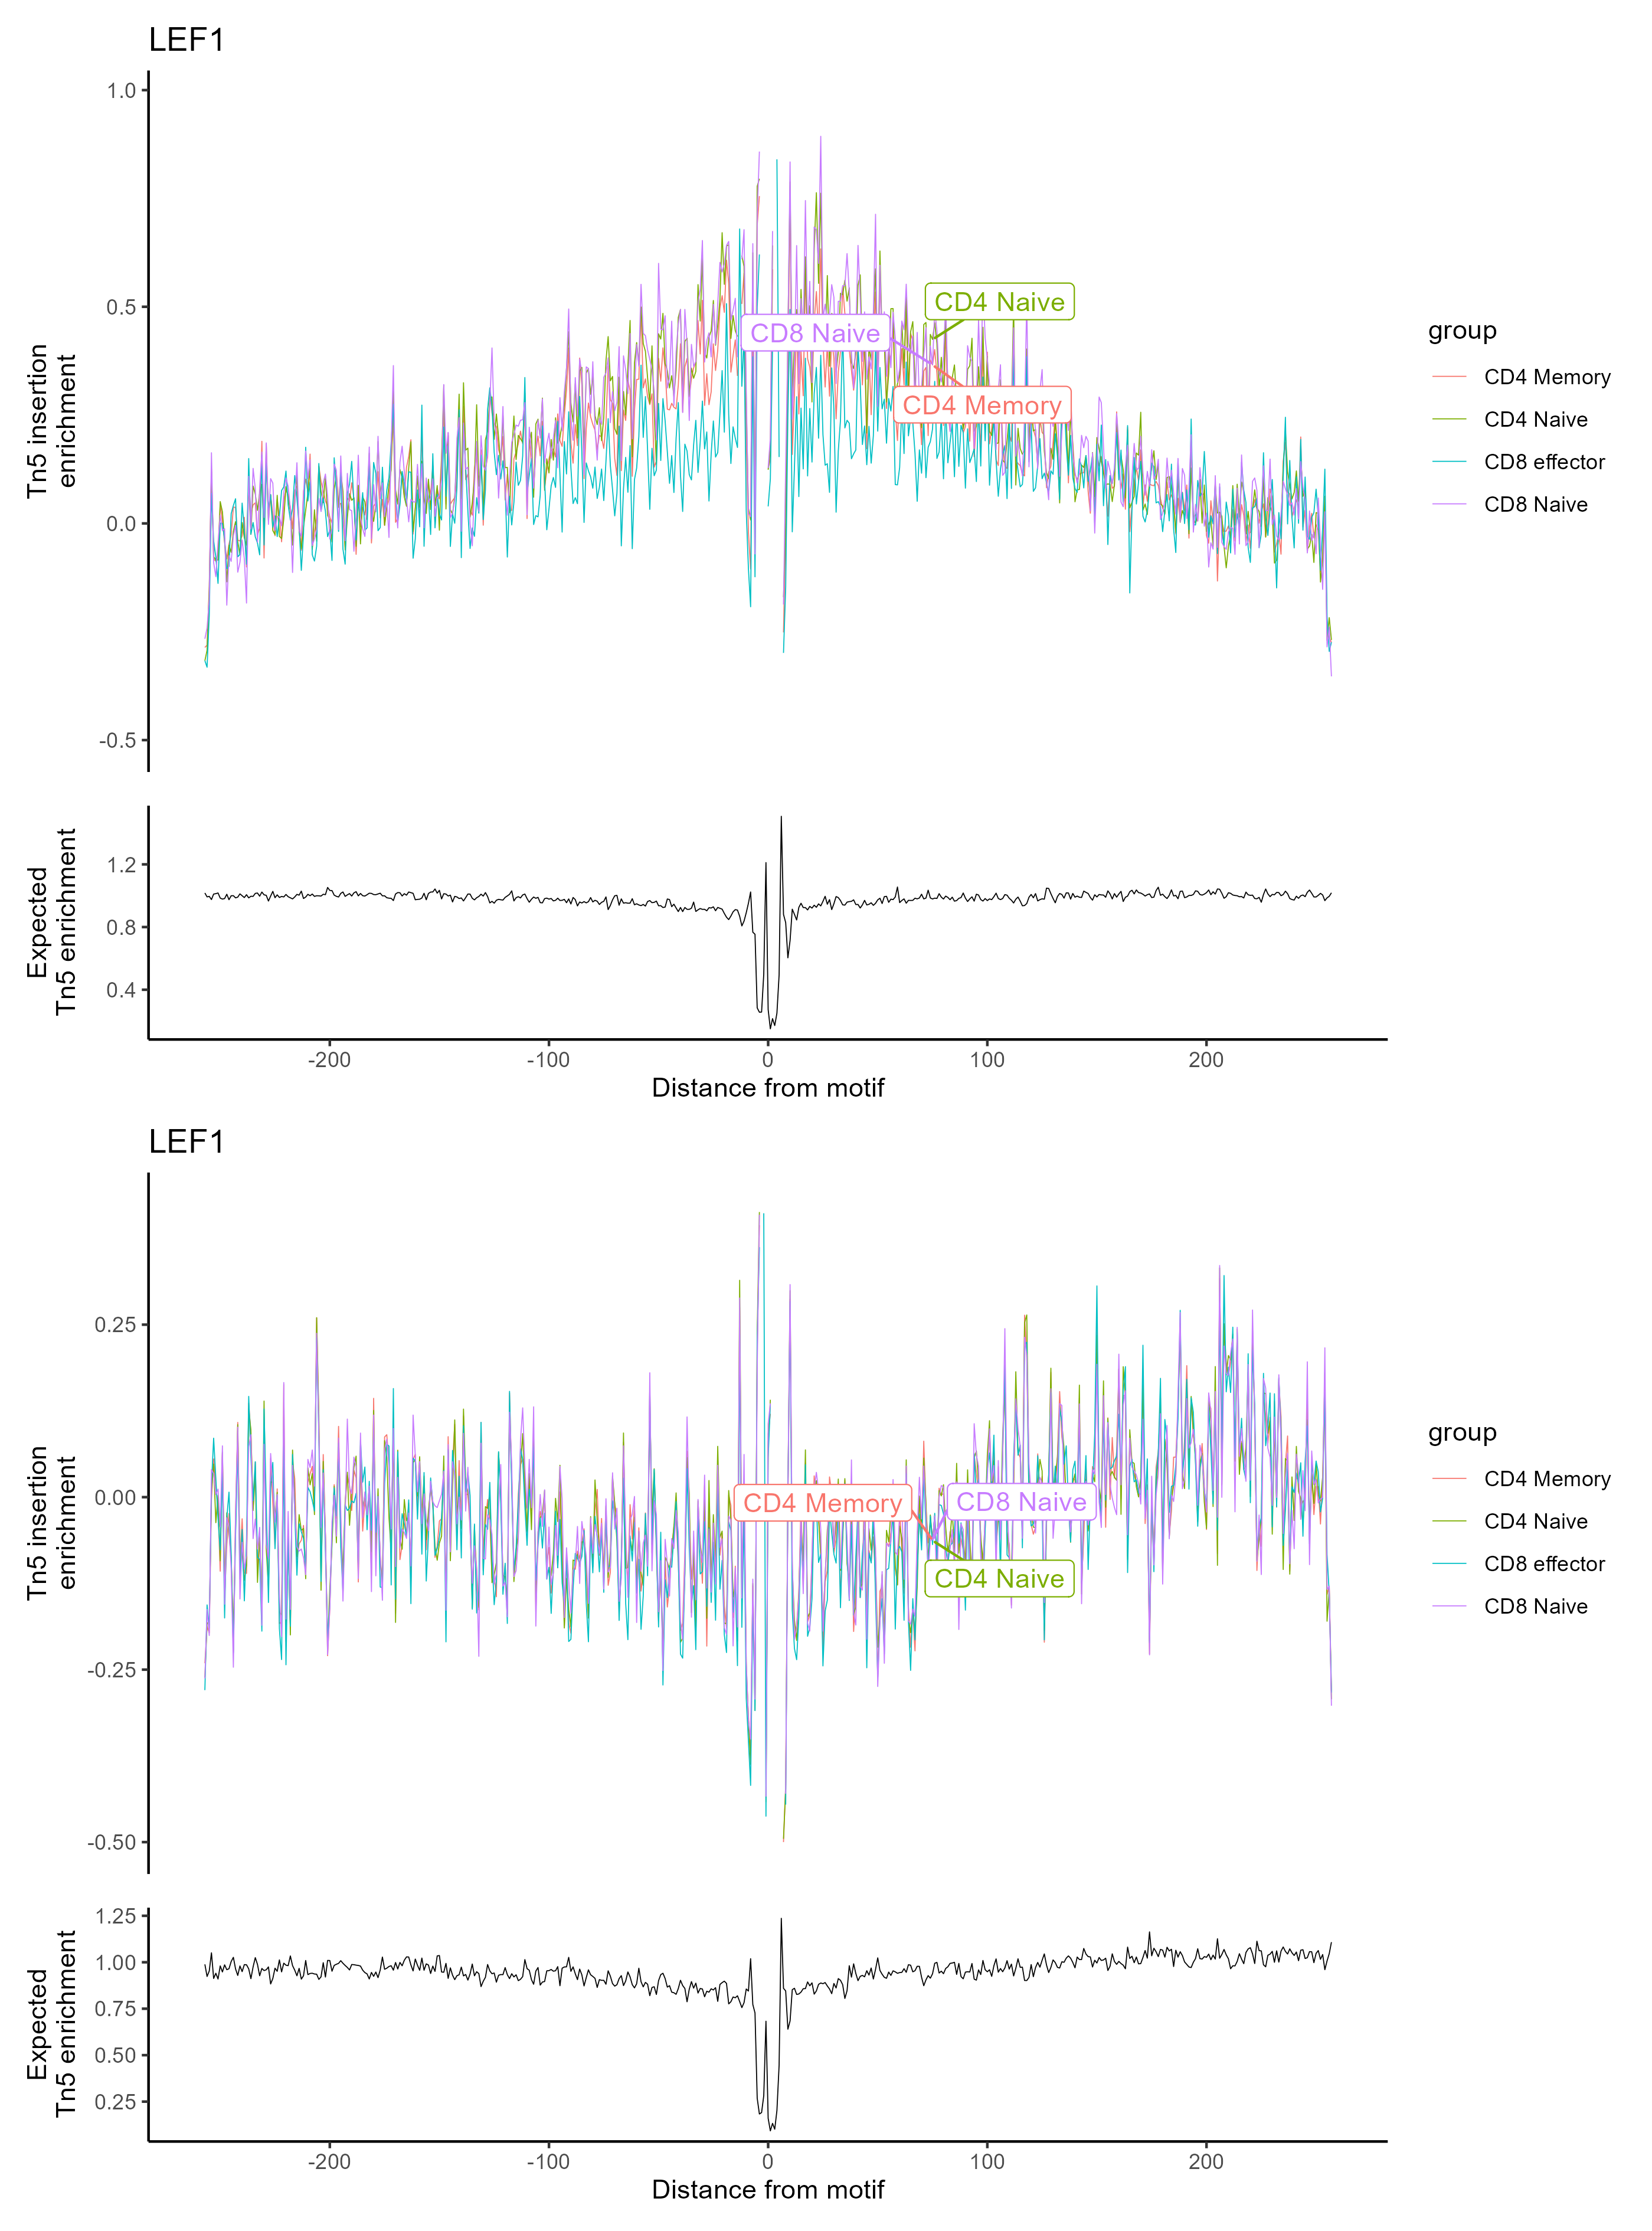 LEF1
1.0
0.5
0.0
-0.5
Tn5 insertion
enrichment
CD4 Naive
CD8 Naive
CD4 Memory
group
CD4 Memory
CD4 Naive
CD8 effector
CD8 Naive
1.2
0.8
0.4
Expected
Tn5 enrichment
-200 -100 0 100 200
Distance from motif
LEF1
0.25
0.00
-0.25
-0.50
Tn5 insertion
enrichment
CD4 Memory
CD8 Naive
CD4 Naive
group
CD4 Memory
CD4 Naive
CD8 effector
CD8 Naive
1.25
1.00
0.75
0.50
0.25
Expected
Tn5 enrichment
-200 -100 0 100 200
Distance from motif